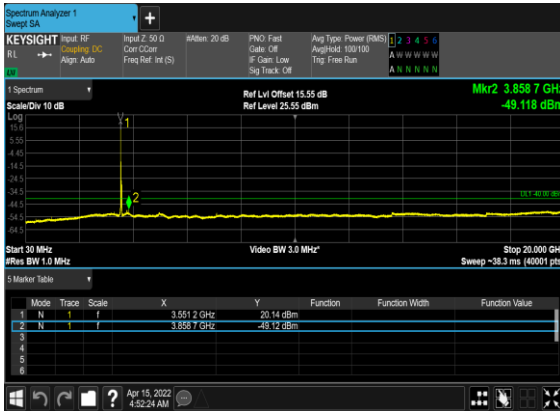 Spectrum Analyzer 1
Swept SA
+
KEYSIGHT
RL
Input: RF
Coupling: DC
Align: Auto
Input Z: 50 Ω
Corr CCorr
Freq Ref: Int (S)
#Atten: 20 dB
PNO: Fast
Gate: Off
IF Gain: Low
Sig Track: Off
Avg Type: Power (RMS)
Avg|Hold: 100/100
Trig: Free Run
1 2 3 4 5 6
A W W W W W
A N N N N N
1 Spectrum
Scale/Div 10 dB
Ref Lvl Offset 15.55 dB
Ref Level 25.55 dBm
Mkr2 3.858 7 GHz
-49.118 dBm
Log
15.6
5.55
-4.45
-14.5
-24.5
-34.5
-44.5
-54.5
-64.5
1
2
DL1 -40.00 dBm
Start 30 MHz
#Res BW 1.0 MHz
Video BW 3.0 MHz*
Stop 20.000 GHz
Sweep ~38.3 ms (40001 pts)
5 Marker Table
Mode Trace Scale X Y Function Function Width Function Value
1 N 1 f 3.551 2 GHz 20.14 dBm
2 N 1 f 3.858 7 GHz -49.12 dBm
3
4
5
6
?
Apr 15, 2022
4:52:24 AM